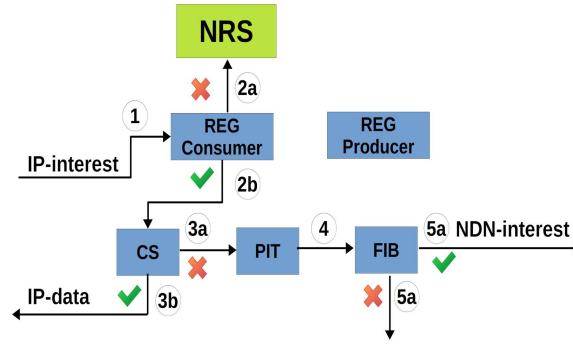 NRS
2a
1
REG
Consumer
REG
Producer
IP-interest
2b
3a
4
5a
NDN-interest
CS
PIT
FIB
IP-data
3b
5a